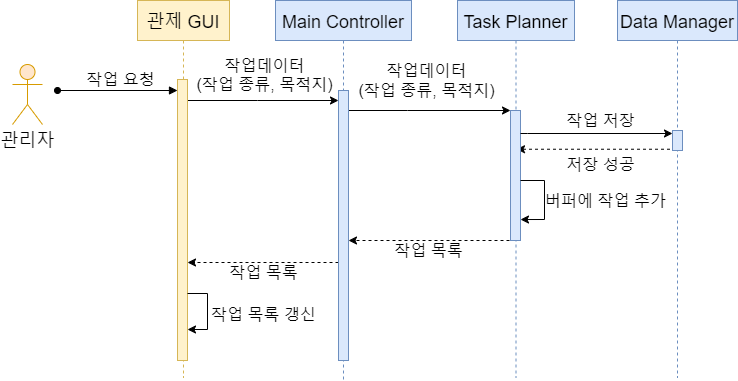 관제 GUI
Main Controller
Task Planner
Data Manager
관리자
작업 요청
작업데이터
(작업 종류, 목적지)
작업데이터
(작업 종류, 목적지)
작업 저장
저장 성공
버퍼에 작업 추가
작업 목록
작업 목록
작업 목록 갱신